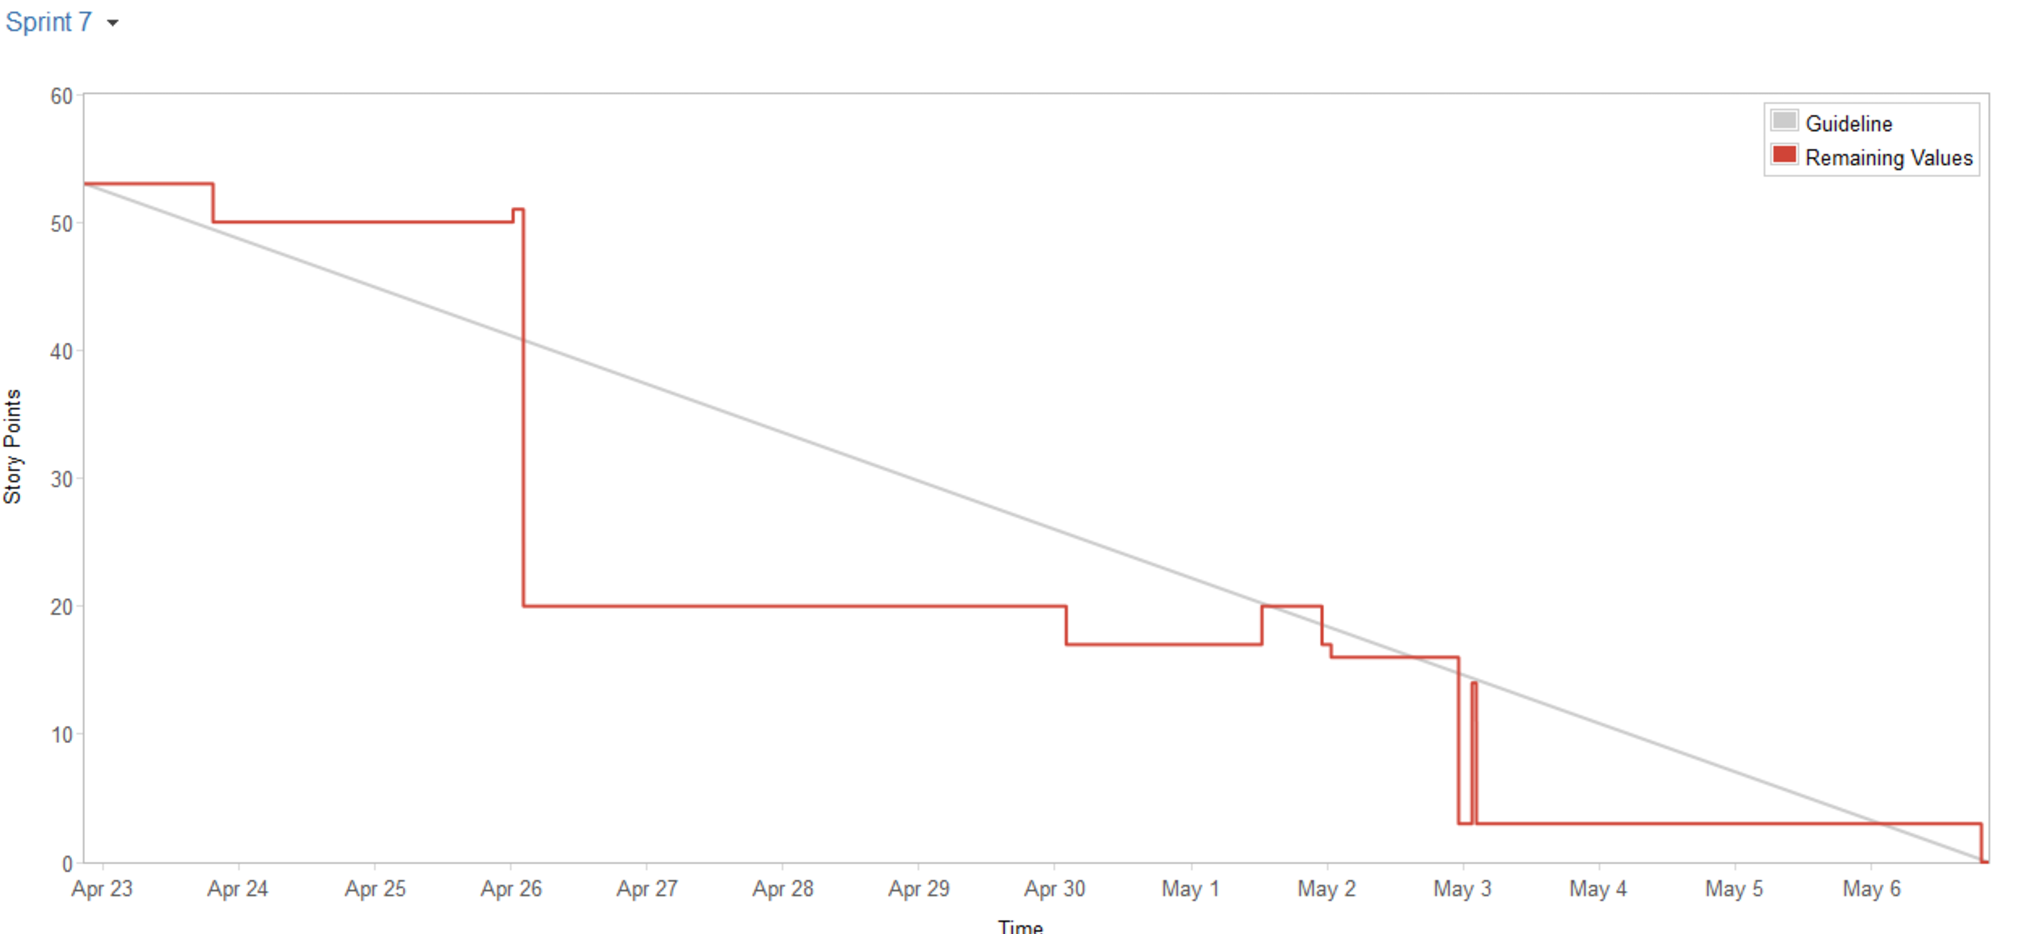 Sprint 7
60
50
40
30
20
10
0
Story Points
Guideline
Remaining Values
Apr 23 Apr 24 Apr 25 Apr 26 Apr 27 Apr 28 Apr 29 Apr 30 May 1 May 2 May 3 May 4 May 5 May 6
Time